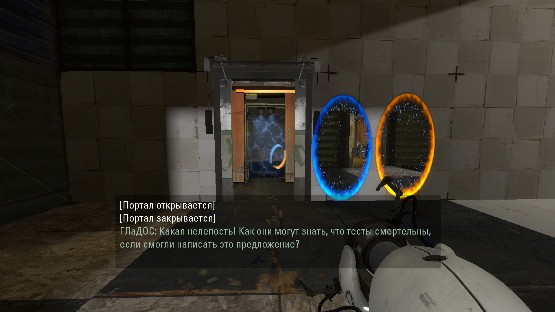 [Портал открывается]
[Портал закрывается]
ГЛаДОС: Какая нелепость! Как они могут знать, что тесты смертельны,
если смогли написать это предложение?